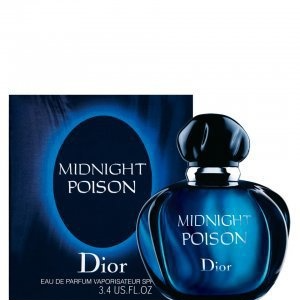 MIDNIGHT
POISON
Dior
EAU DE PARFUM VAPORISATEUR
3.4 US.FL.OZ
MIDNIGHT
POISON
Dior